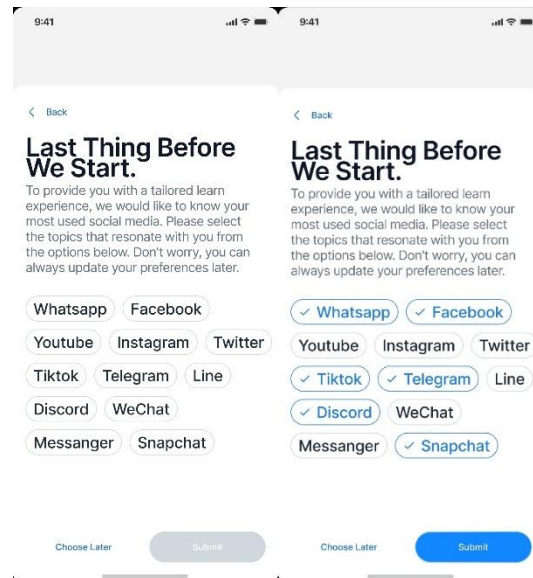 9:41
Back
Last Thing Before
We Start.
To provide you with a tailored learn
experience, we would like to know your
most used social media. Please select
the topics that resonate with you from
the options below. Don't worry, you can
always update your preferences later.
Whatsapp Facebook
Youtube Instagram Twitter
Tiktok Telegram Line
Discord WeChat
Messanger Snapchat
Choose Later Submit
9:41
Back
Last Thing Before
We Start.
To provide you with a tailored learn
experience, we would like to know your
most used social media. Please select
the topics that resonate with you from
the options below. Don't worry, you can
always update your preferences later.
✓ Whatsapp ✓ Facebook
Youtube Instagram Twitter
✓ Tiktok ✓ Telegram Line
✓ Discord WeChat
Messanger ✓ Snapchat
Choose Later Submit